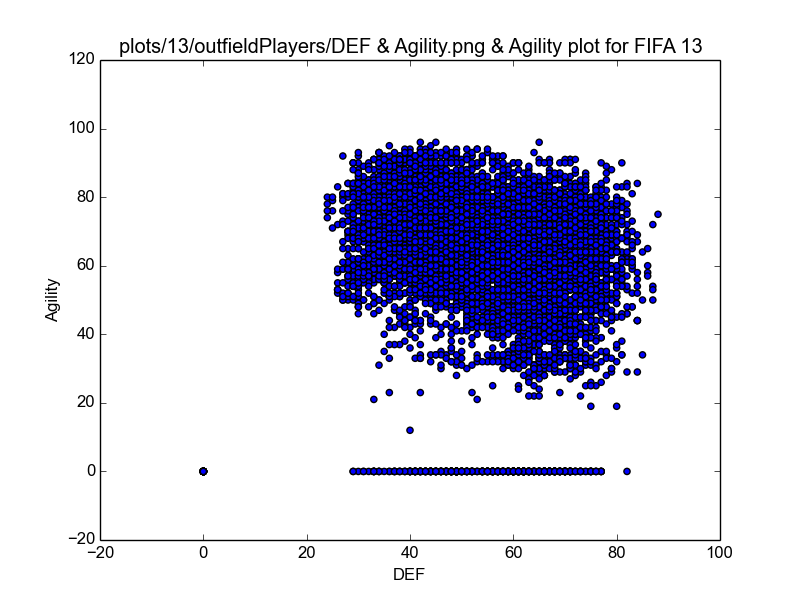 plots/13/outfieldPlayers/DEF & Agility.png & Agility plot for FIFA 13
120
100
80
60
40
20
0
−20
Agility
−20 0 20 40 60 80 100
DEF